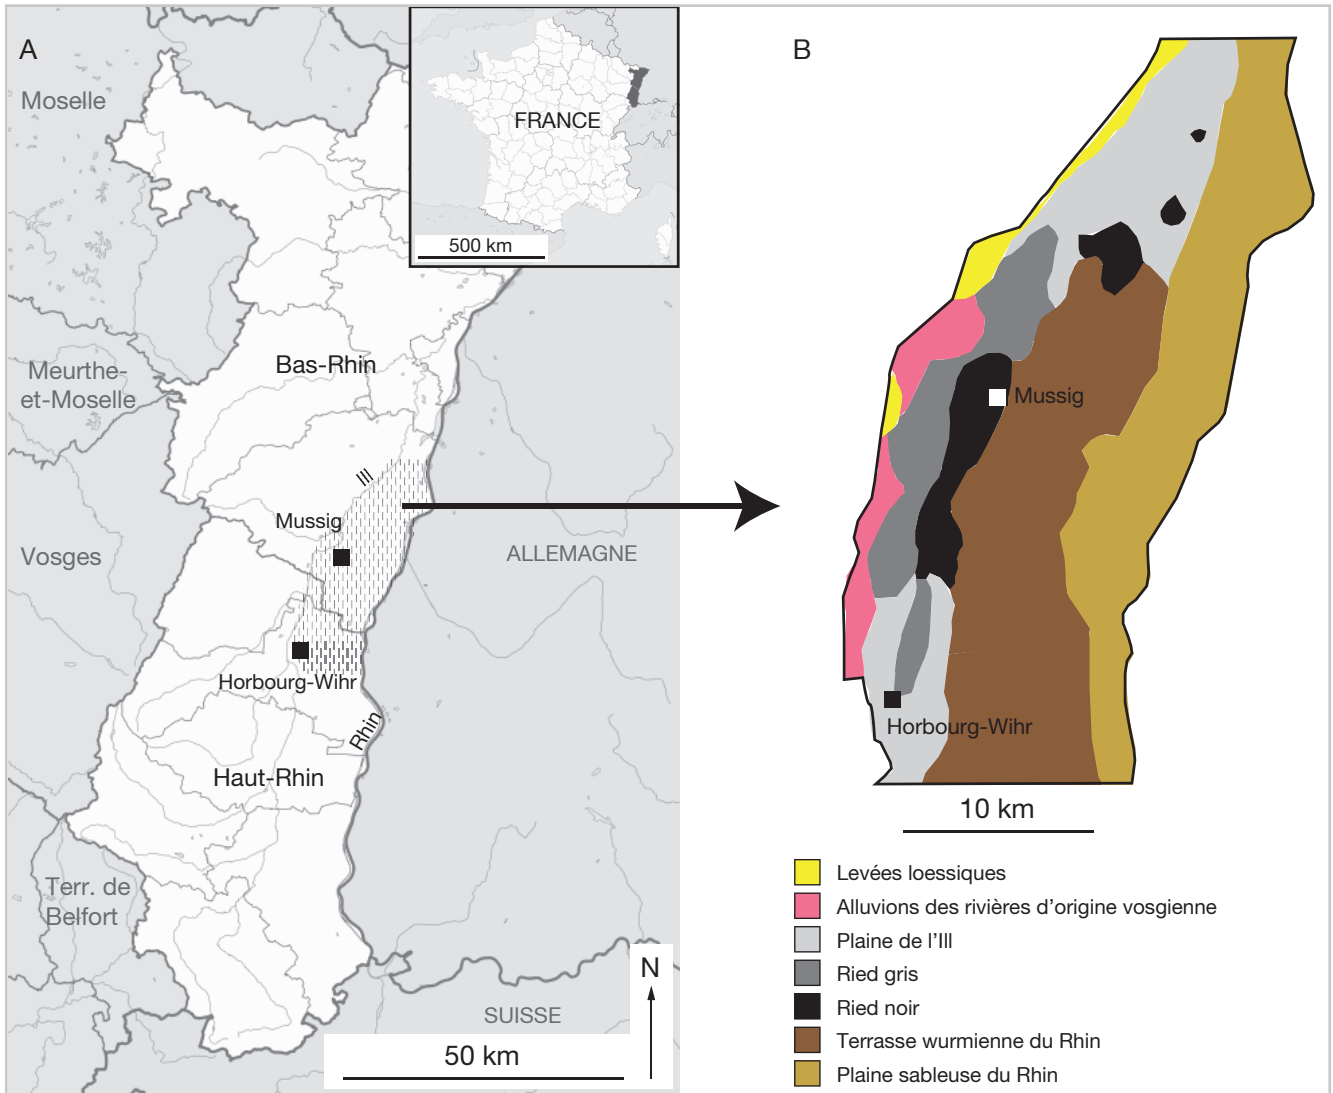 A
Moselle
FRANCE
500 km
Bas-Rhin
Meurthe-
et-Moselle
Ill
Mussig
Vosges
ALLEMAGNE
Horbourg-Wihr
Rhin
Haut-Rhin
Terr. de
Belfort
N
SUISSE
50 km
B
Mussig
Horbourg-Wihr
10 km
Levées loessiques
Alluvions des rivières d'origine vosgienne
Plaine de l'Ill
Ried gris
Ried noir
Terrasse wurmienne du Rhin
Plaine sableuse du Rhin